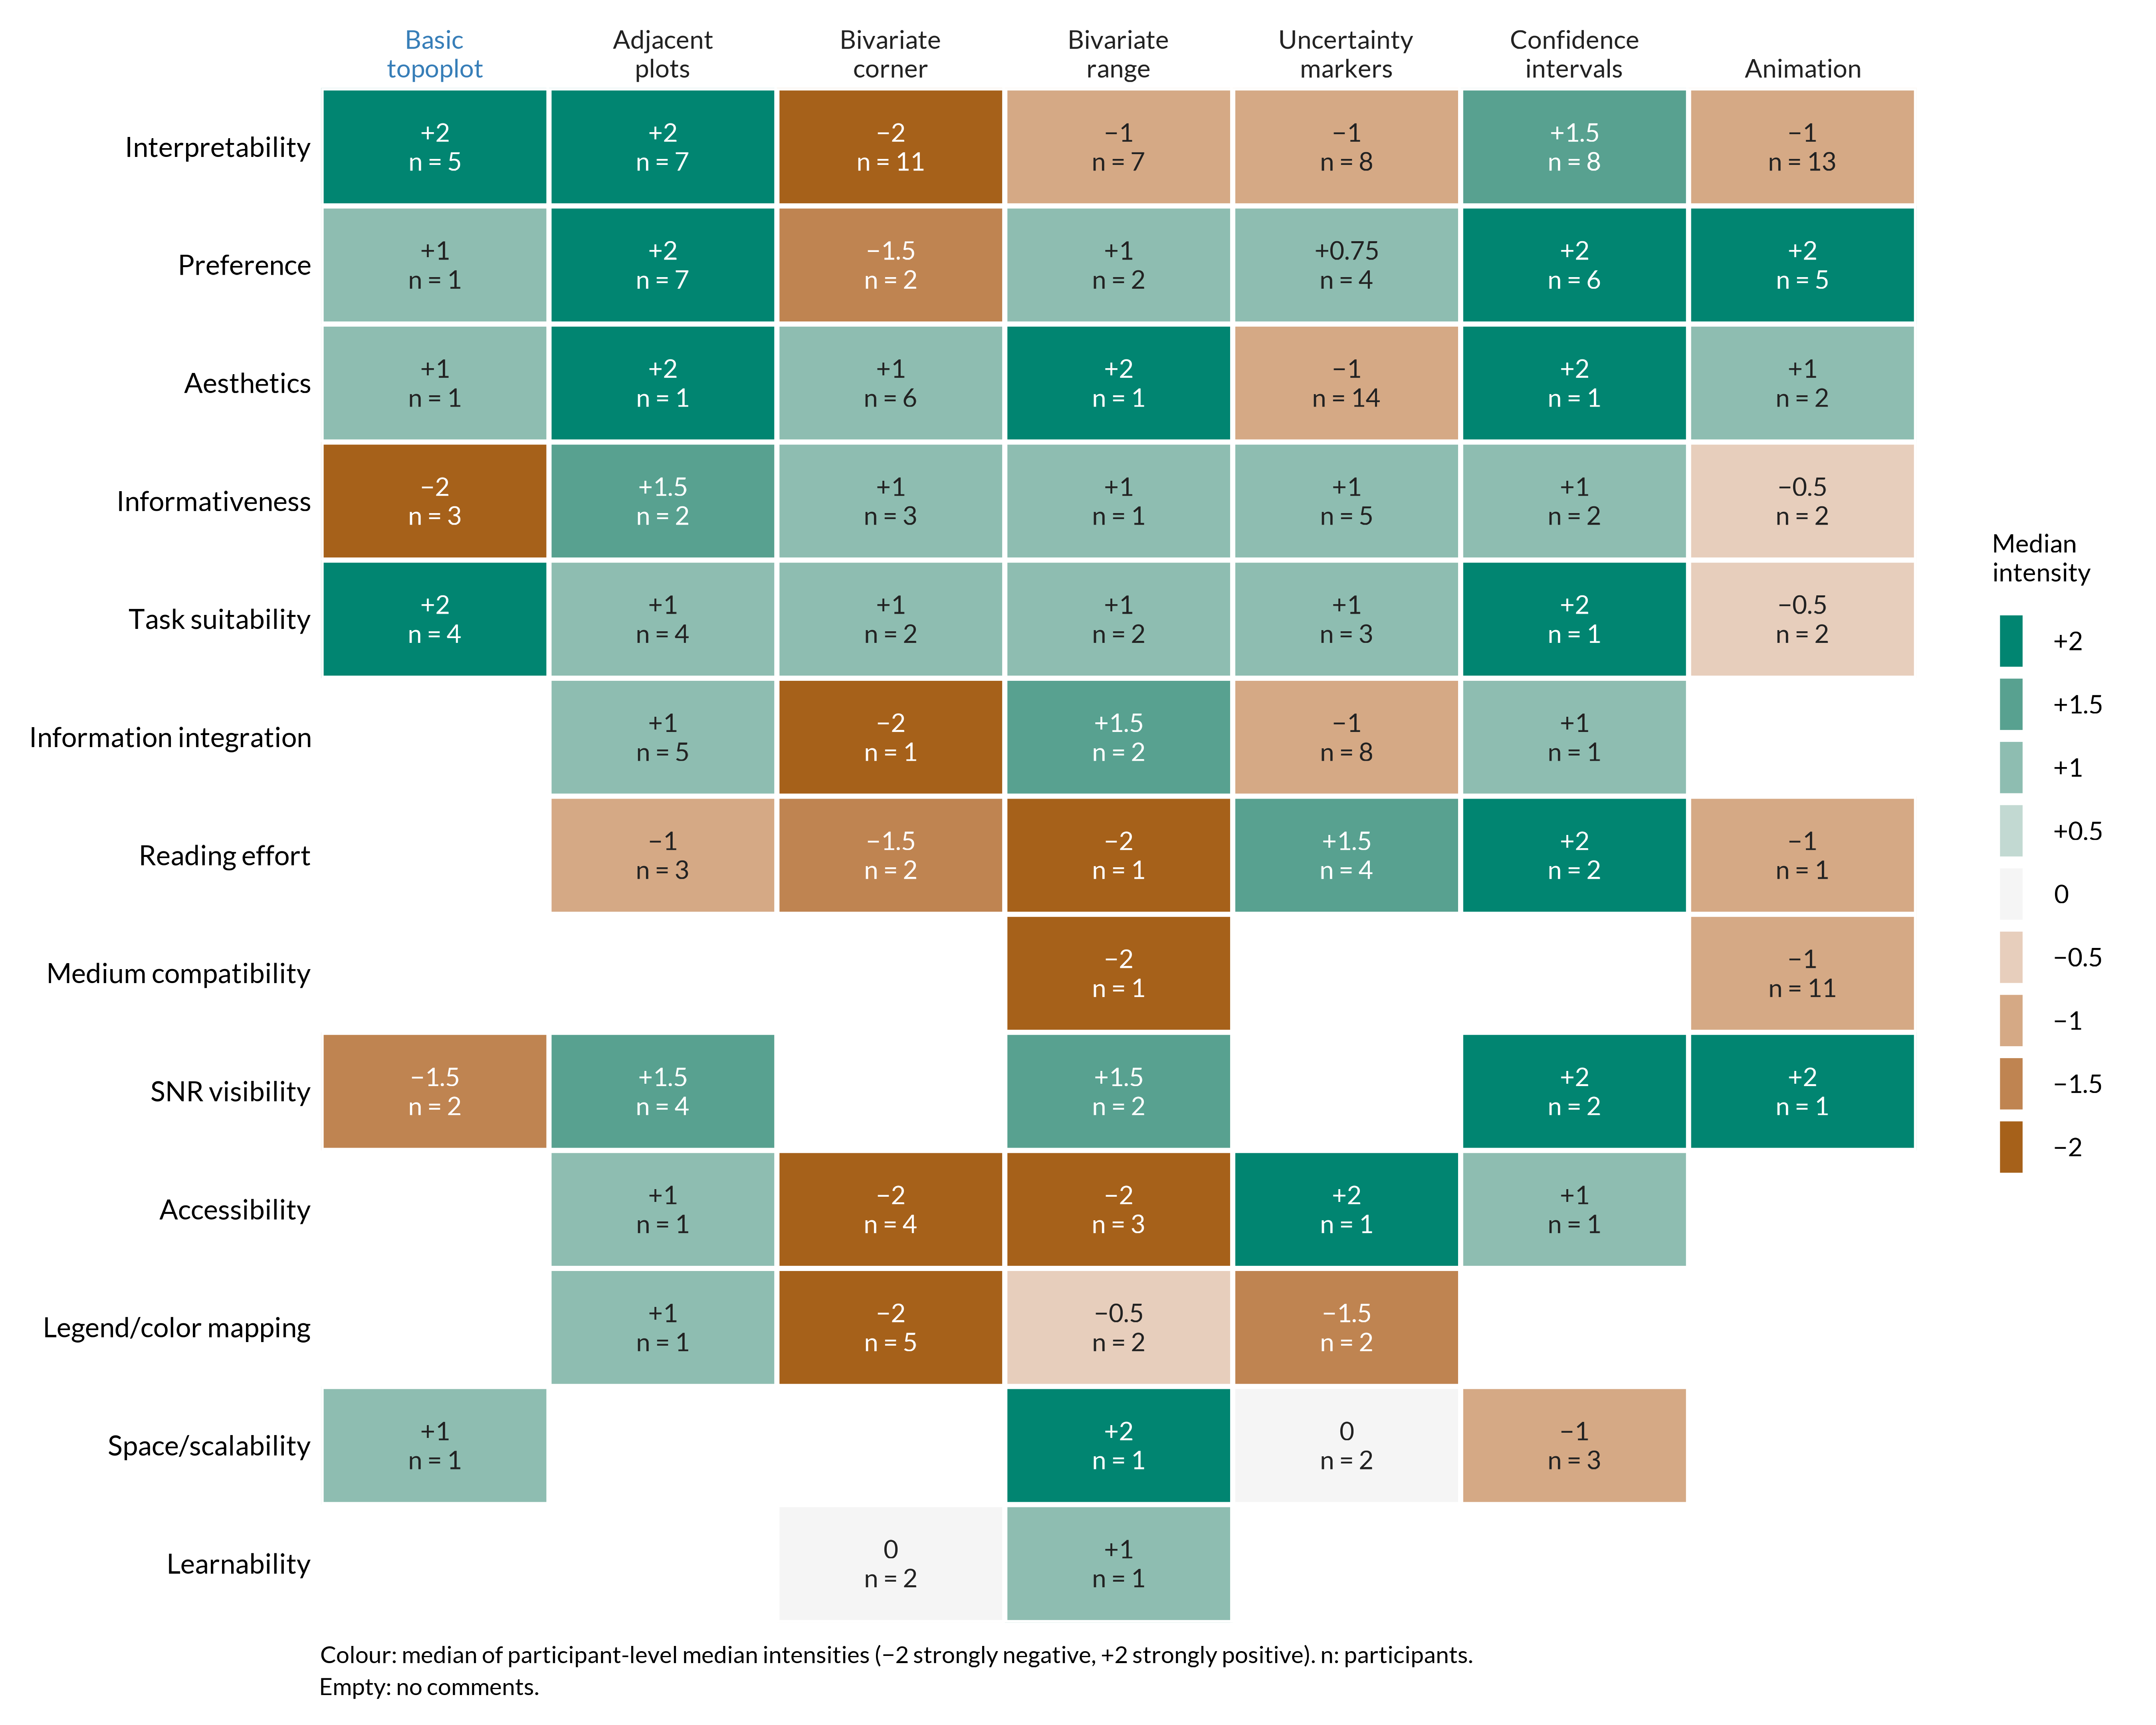 Basic
topoplot
Adjacent
plots
Bivariate
corner
Bivariate
range
Uncertainty
markers
Confidence
intervals
Animation
Interpretability
+2
n = 5
+2
n = 7
−2
n = 11
−1
n = 7
−1
n = 8
+1.5
n = 8
−1
n = 13
Preference
+1
n = 1
+2
n = 7
−1.5
n = 2
+1
n = 2
+0.75
n = 4
+2
n = 6
+2
n = 5
Aesthetics
+1
n = 1
+2
n = 1
+1
n = 6
+2
n = 1
−1
n = 14
+2
n = 1
+1
n = 2
Informativeness
−2
n = 3
+1.5
n = 2
+1
n = 3
+1
n = 1
+1
n = 5
+1
n = 2
−0.5
n = 2
Task suitability
+2
n = 4
+1
n = 4
+1
n = 2
+1
n = 2
+1
n = 3
+2
n = 1
−0.5
n = 2
Information integration
+1
n = 5
−2
n = 1
+1.5
n = 2
−1
n = 8
+1
n = 1
Reading effort
−1
n = 3
−1.5
n = 2
−2
n = 1
+1.5
n = 4
+2
n = 2
−1
n = 1
Medium compatibility
−2
n = 1
−1
n = 11
SNR visibility
−1.5
n = 2
+1.5
n = 4
+1.5
n = 2
+2
n = 2
+2
n = 1
Accessibility
+1
n = 1
−2
n = 4
−2
n = 3
+2
n = 1
+1
n = 1
Legend/color mapping
+1
n = 1
−2
n = 5
−0.5
n = 2
−1.5
n = 2
Space/scalability
+1
n = 1
+2
n = 1
0
n = 2
−1
n = 3
Learnability
0
n = 2
+1
n = 1
Median
intensity
+2
+1.5
+1
+0.5
0
−0.5
−1
−1.5
−2
Colour: median of participant-level median intensities (−2 strongly negative, +2 strongly positive). n: participants.
Empty: no comments.